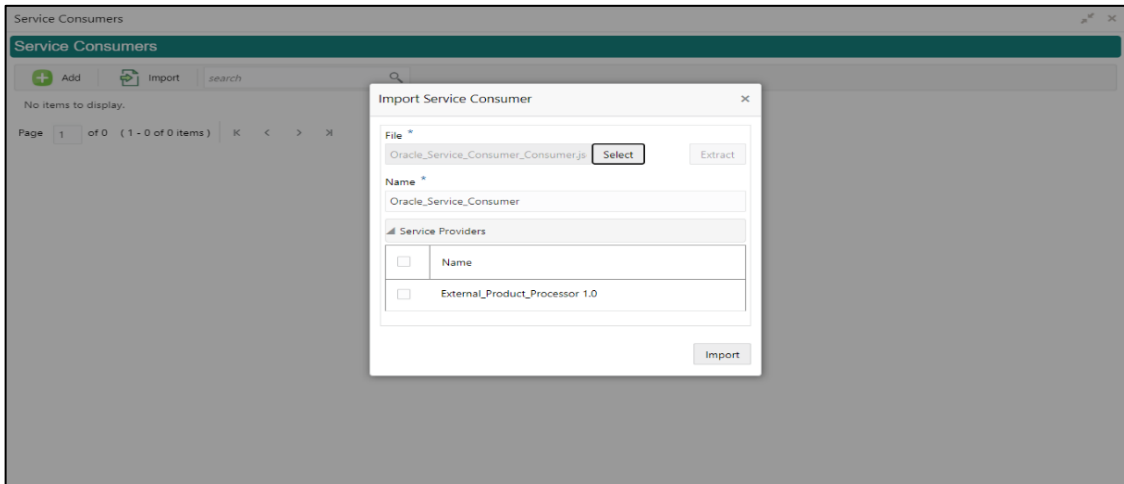 Service Consumers
Service Consumers
Add Import search
No items to display.
Page 1 of 0 (1 - 0 of 0 items)
Import Service Consumer
File *
Oracle_Service_Consumer_Consumer.js Select Extract
Name *
Oracle_Service_Consumer
Service Providers
Name
External_Product_Processor 1.0
Import